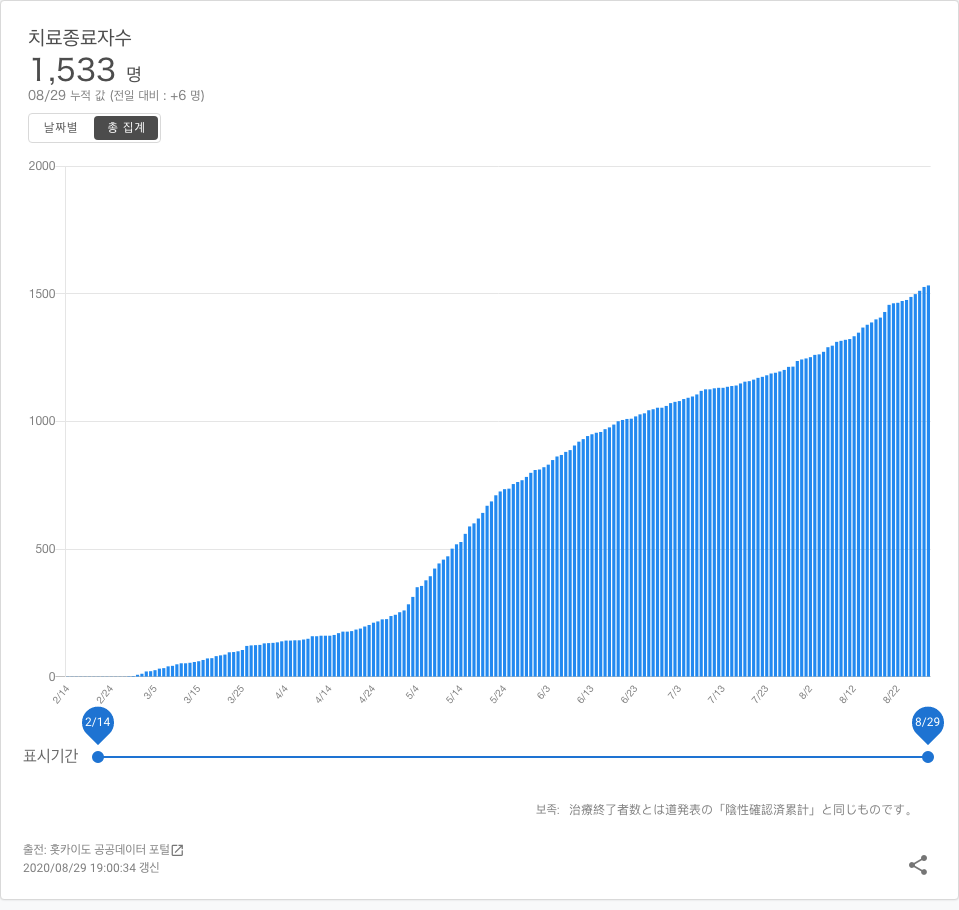 치료종료자수
1,533 명
08/29 누적 값 (전일 대비 : +6 명)
날짜별 총 집계
2000
1500
1000
500
0
2/14 2/24 3/5 3/15 3/25 4/4 4/14 4/24 5/4 5/14 5/24 6/3 6/13 6/23 7/3 7/13 7/23 8/2 8/12 8/22
2/14 8/29
표시기간
보족: 治療終了者数とは道発表の「陰性確認済累計」と同じものです。
출전: 홋카이도 공공데이터 포털
2020/08/29 19:00:34 갱신